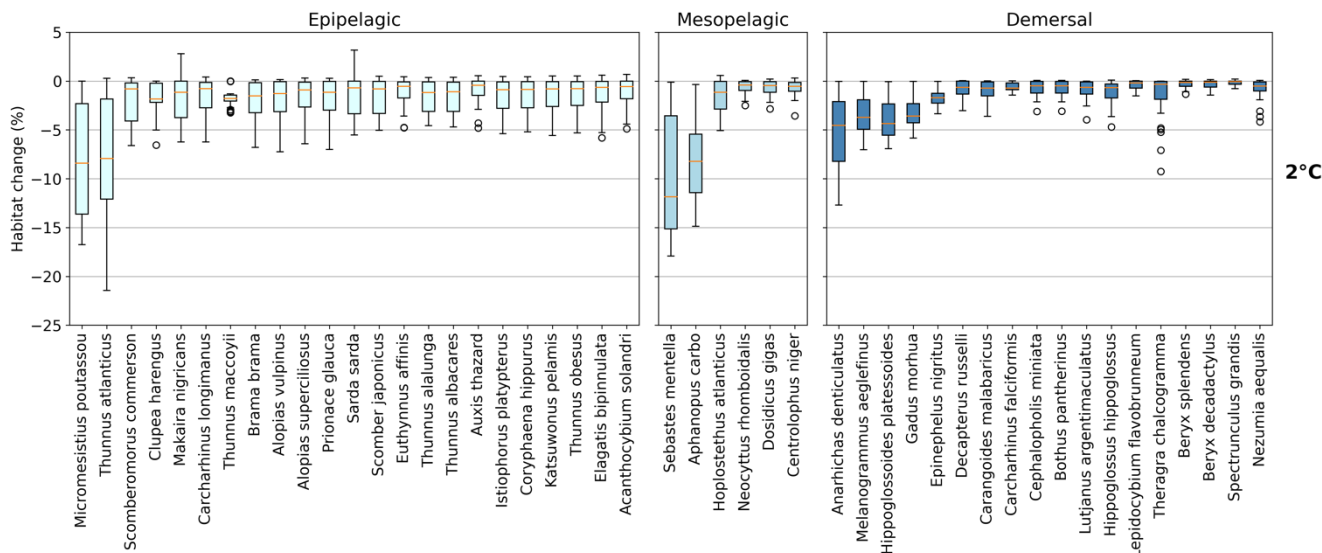 Epipelagic
Mesopelagic
Demersal
Habitat change (%)
5
0
−5
−10
−15
−20
−25
2°C
Micromesistius poutassou
Thunnus atlanticus
Scomberomorus commerson
Clupea harengus
Makaira nigricans
Carcharhinus longimanus
Thunnus maccoyii
Brama brama
Alopias vulpinus
Alopias superciliosus
Prionace glauca
Sarda sarda
Scomber japonicus
Euthynnus affinis
Thunnus alalunga
Thunnus albacares
Auxis thazard
Istiophorus platypterus
Coryphaena hippurus
Katsuwonus pelamis
Thunnus obesus
Elagatis bipinnulata
Acanthocybium solandri
Sebastes mentella
Aphanopus carbo
Hoplostethus atlanticus
Neocyttus rhomboidalis
Dosidicus gigas
Centrolophus niger
Anarhichas denticulatus
Melanogrammus aeglefinus
Hippoglossoides platessoides
Gadus morhua
Epinephelus nigritus
Decapterus russelli
Carangoides malabaricus
Carcharhinus falciformis
Cephalopholis miniata
Bothus pantherinus
Lutjanus argentimaculatus
Hippoglossus hippoglossus
Lepidocybium flavobrunneum
Theragra chalcogramma
Beryx splendens
Beryx decadactylus
Spectrunculus grandis
Nezumia aequalis